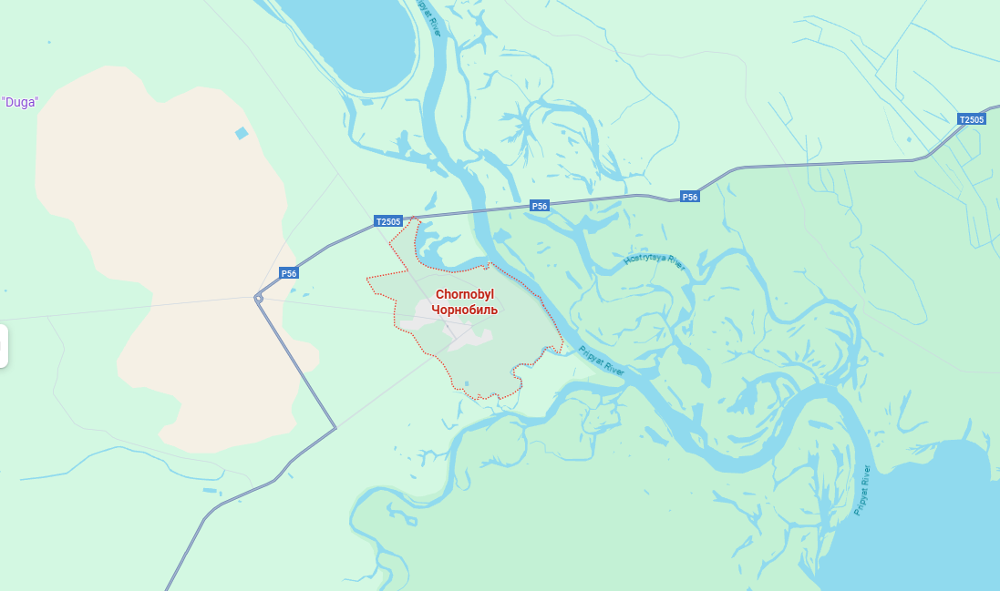 Pripyat River
"Duga"
T2505
P56
P56
T2505
Hostrytsya River
P56
Chornobyl
Чорнобиль
Pripyat River
Pripyat River